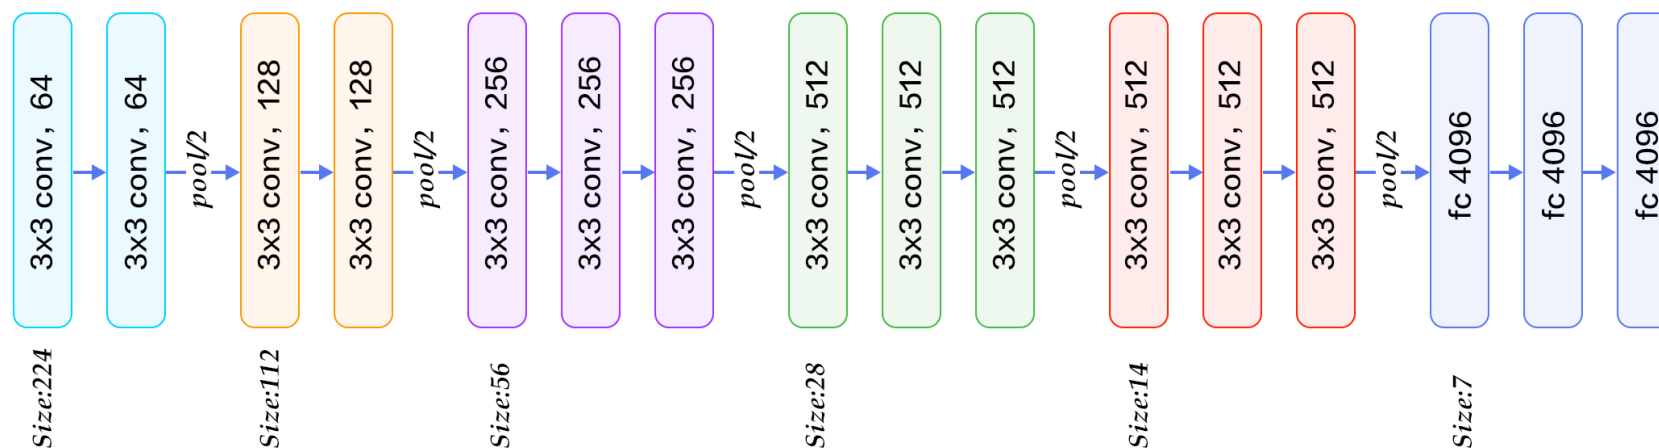 3x3 conv, 64
3x3 conv, 64
pool/2
3x3 conv, 128
3x3 conv, 128
pool/2
3x3 conv, 256
3x3 conv, 256
3x3 conv, 256
pool/2
3x3 conv, 512
3x3 conv, 512
3x3 conv, 512
pool/2
3x3 conv, 512
3x3 conv, 512
3x3 conv, 512
pool/2
fc 4096
fc 4096
fc 4096
Size:224
Size:112
Size:56
Size:28
Size:14
Size:7